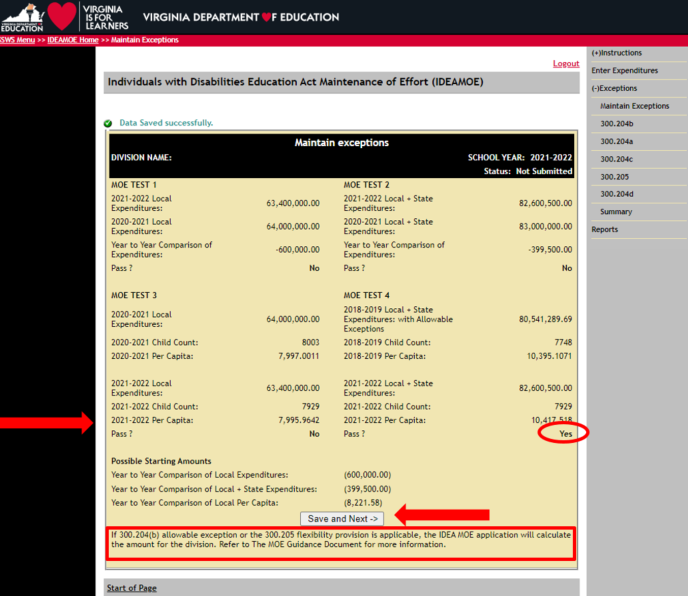 VIRGINIA
IS FOR
LEARNERS
EDUCATION
VIRGINIA DEPARTMENT F EDUCATION
SSWS Menu >> IDEAMOE Home >> Maintain Exceptions
Logout
Individuals with Disabilities Education Act Maintenance of Effort (IDEAMOE)
Data Saved successfully.
Maintain exceptions
DIVISION NAME: SCHOOL YEAR: 2021-2022
Status: Not Submitted
MOE TEST 1
2021-2022 Local
Expenditures: 63,400,000.00
2020-2021 Local
Expenditures: 64,000,000.00
Year to Year Comparison of
Expenditures: -600,000.00
Pass ? No
MOE TEST 2
2021-2022 Local + State
Expenditures: 82,600,500.00
2020-2021 Local + State
Expenditures: 83,000,000.00
Year to Year Comparison of
Expenditures: -399,500.00
Pass ? No
MOE TEST 3
2020-2021 Local
Expenditures: 64,000,000.00
2020-2021 Child Count: 8003
2020-2021 Per Capita: 7,997.0011
2021-2022 Local
Expenditures: 63,400,000.00
2021-2022 Child Count: 7929
2021-2022 Per Capita: 7,995.9642
Pass ? No
MOE TEST 4
2018-2019 Local + State
Expenditures: with Allowable
Exceptions 80,541,289.69
2018-2019 Child Count: 7748
2018-2019 Per Capita: 10,395.1071
2021-2022 Local + State
Expenditures: 82,600,500.00
2021-2022 Child Count: 7929
2021-2022 Per Capita: 10,417.518
Pass ? Yes
Possible Starting Amounts
Year to Year Comparison of Local Expenditures: (600,000.00)
Year to Year Comparison of Local + State Expenditures: (399,500.00)
Year to Year Comparison of Local Per Capita: (8,221.58)
Save and Next ->
If 300.204(b) allowable exception or the 300.205 flexibility provision is applicable, the IDEA MOE application will calculate
the amount for the division. Refer to The MOE Guidance Document for more information.
Start of Page
(+)Instructions
Enter Expenditures
(-)Exceptions
Maintain Exceptions
300.204b
300.204a
300.204c
300.205
300.204d
Summary
Reports